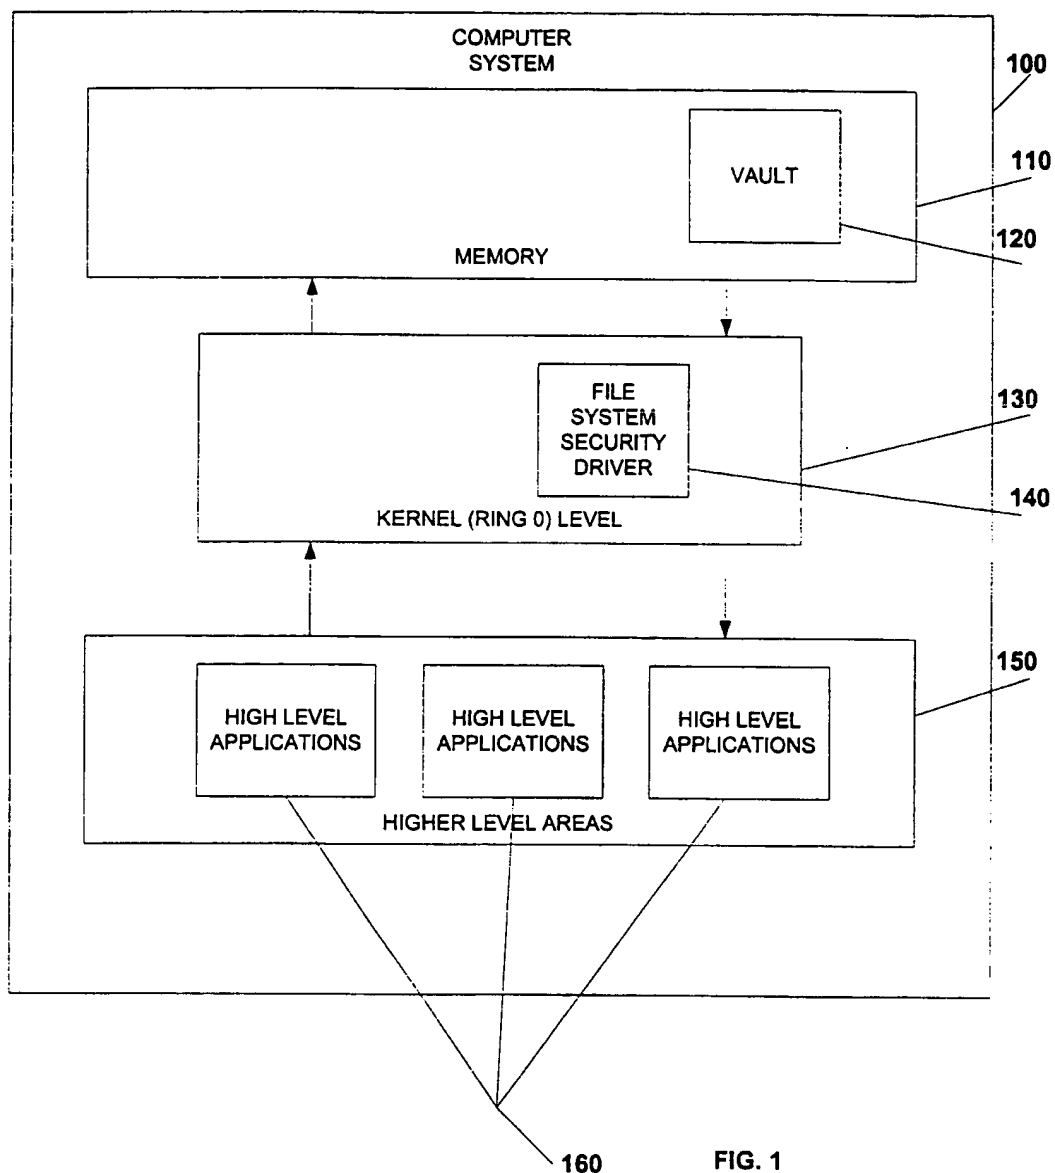 COMPUTER
SYSTEM
100
110
VAULT
120
MEMORY
FILE
SYSTEM
SECURITY
DRIVER
130
140
KERNEL (RING 0) LEVEL
150
HIGH LEVEL
APPLICATIONS
HIGH LEVEL
APPLICATIONS
HIGH LEVEL
APPLICATIONS
HIGHER LEVEL AREAS
160
FIG. 1